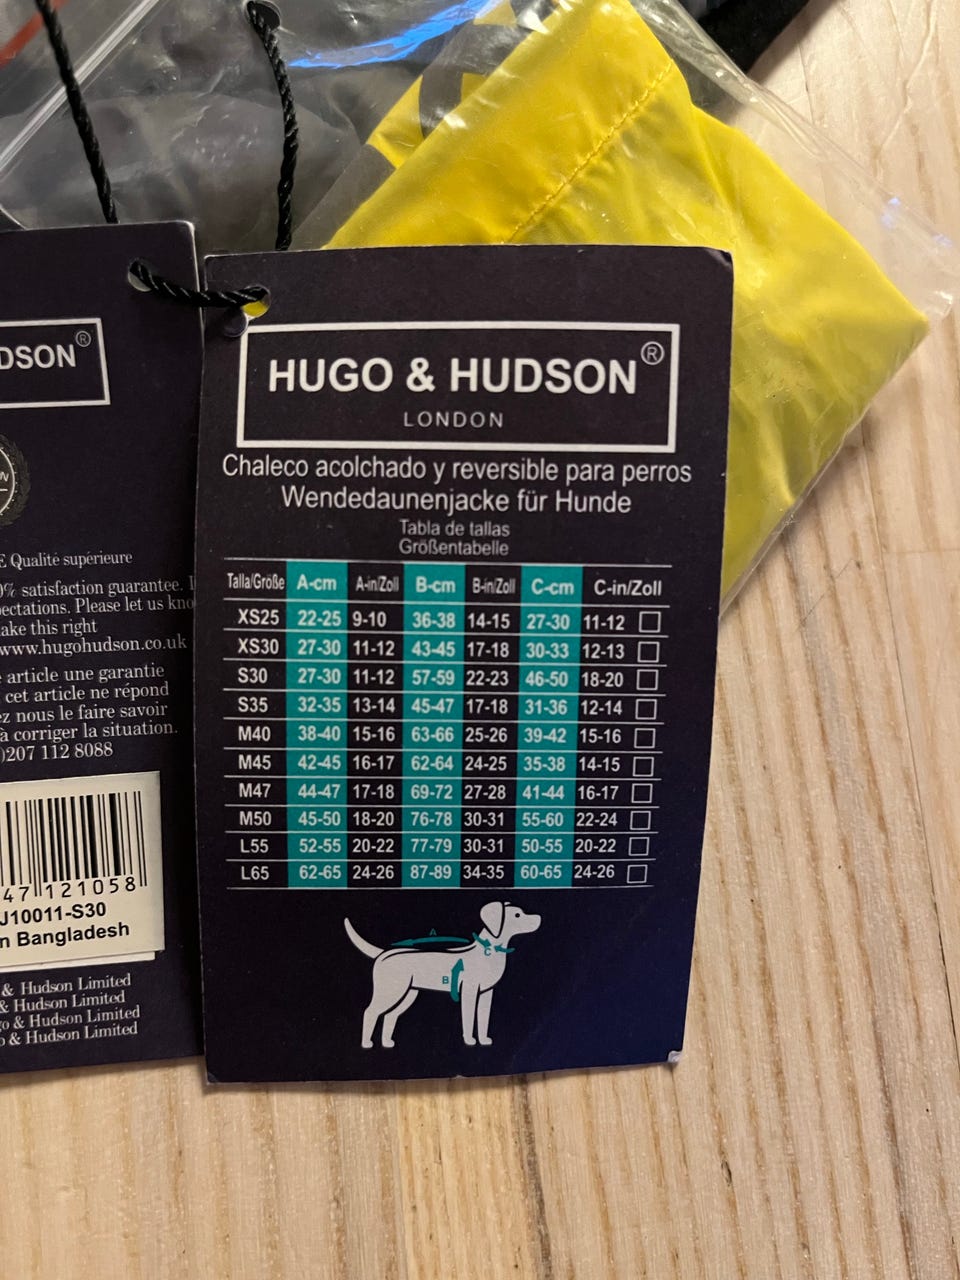 DSON®
E Qualité supérieure
0% satisfaction guarantee.
pectations. Please let us kno
ake this right
www.hugohudson.co.uk
article une garantie
cet article ne répond
z nous le faire savoir
à corriger la situation.
)207 112 8088
47 121058
J10011-S30
n Bangladesh
& Hudson Limited
& Hudson Limited
go & Hudson Limited
o & Hudson Limited
HUGO & HUDSON®
LONDON
Chaleco acolchado y reversible para perros
Wendedaunenjacke für Hunde
Tabla de tallas
Größentabelle
Talla/Größe A-cm A-in/Zoll B-cm B-in/Zoll C-cm C-in/Zoll
XS25 22-25 9-10 36-38 14-15 27-30 11-12
XS30 27-30 11-12 43-45 17-18 30-33 12-13
S30 27-30 11-12 57-59 22-23 46-50 18-20
S35 32-35 13-14 45-47 17-18 31-36 12-14
M40 38-40 15-16 63-66 25-26 39-42 15-16
M45 42-45 16-17 62-64 24-25 35-38 14-15
M47 44-47 17-18 69-72 27-28 41-44 16-17
M50 45-50 18-20 76-78 30-31 55-60 22-24
L55 52-55 20-22 77-79 30-31 50-55 20-22
L65 62-65 24-26 87-89 34-35 60-65 24-26
A
C
B